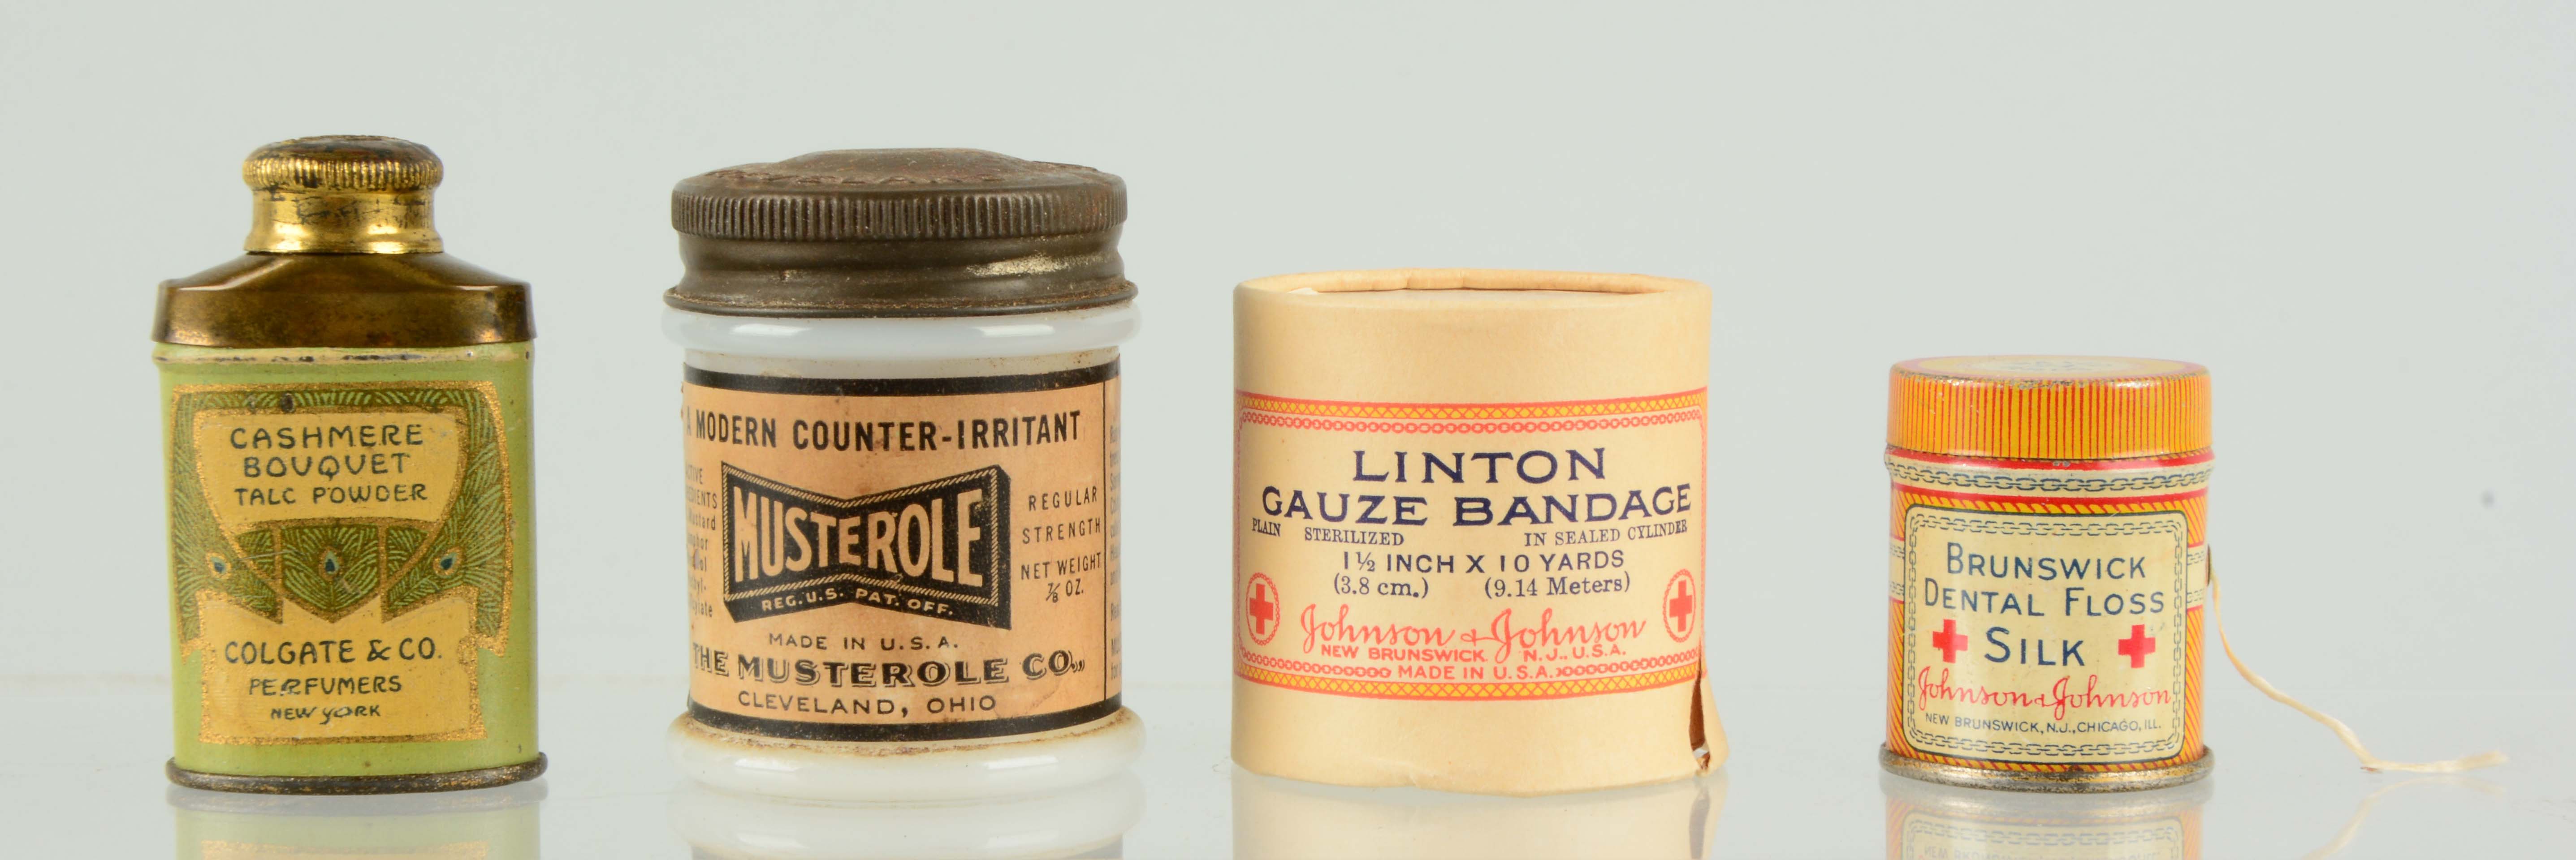 CASHMERE
BOUQUET
TALC POWDER
COLGATE & CO.
PERFUMERS
NEW YORK
A MODERN COUNTER-IRRITANT
MUSTEROLE
REG. U.S. PAT. OFF.
REGULAR
STRENGTH
NET WEIGHT
7/8 OZ.
MADE IN U.S.A.
THE MUSTEROLE CO.,
CLEVELAND, OHIO
LINTON
GAUZE BANDAGE
PLAIN STERILIZED IN SEALED CYLINDER
1½ INCH X 10 YARDS
(3.8 cm.) (9.14 Meters)
Johnson & Johnson
NEW BRUNSWICK N.J., U.S.A.
MADE IN U.S.A.
BRUNSWICK
DENTAL FLOSS
SILK
Johnson & Johnson
NEW BRUNSWICK, N.J., CHICAGO, ILL.